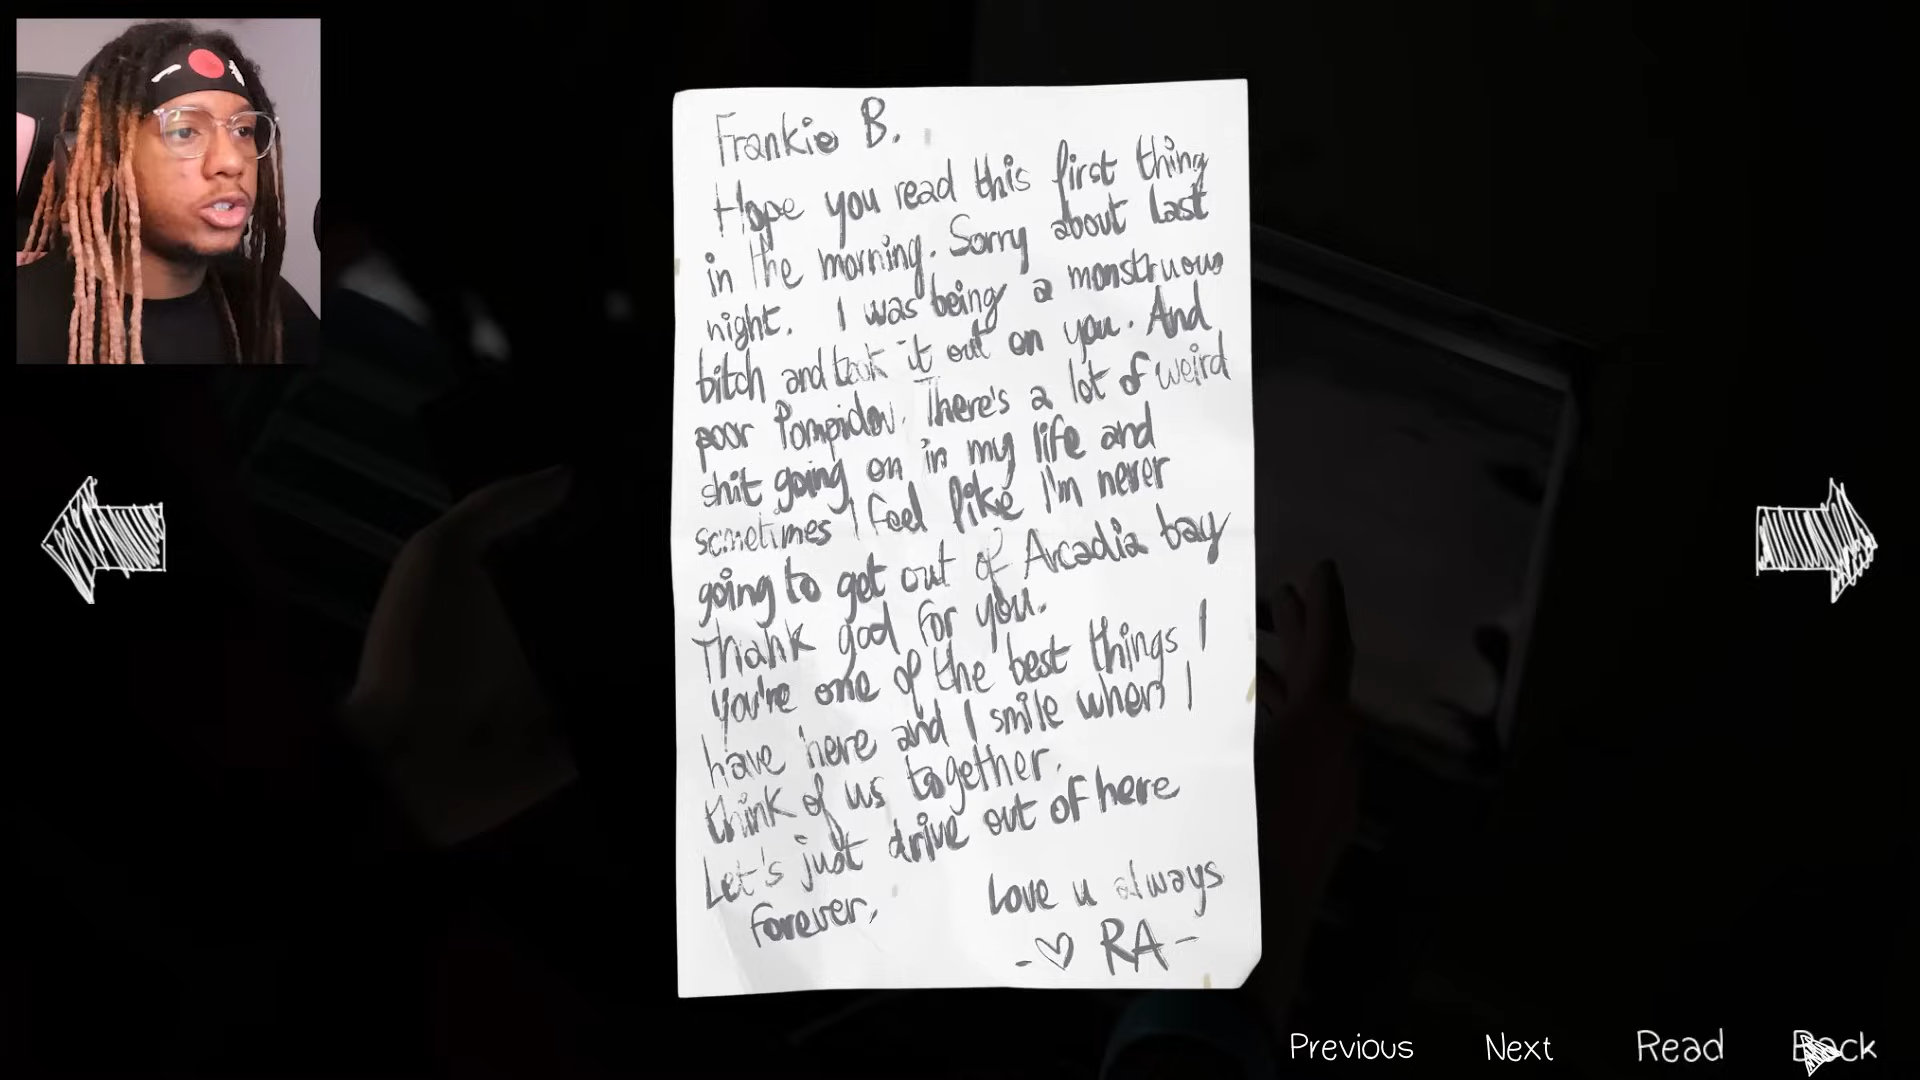 Frankie B.
Hope you read this first thing
in the morning. Sorry about last
night. I was being a monstruous
bitch and took it out on you. And
poor Pompidou. There's a lot of weird
shit going on in my life and
sometimes I feel like I'm never
going to get out of Arcadia bay
Thank god for you.
You're one of the best things I
have here and I smile when I
think of us together.
Let's just drive out of here
forever.
Love u always
-♡ RA-
Previous
Next
Read
Back